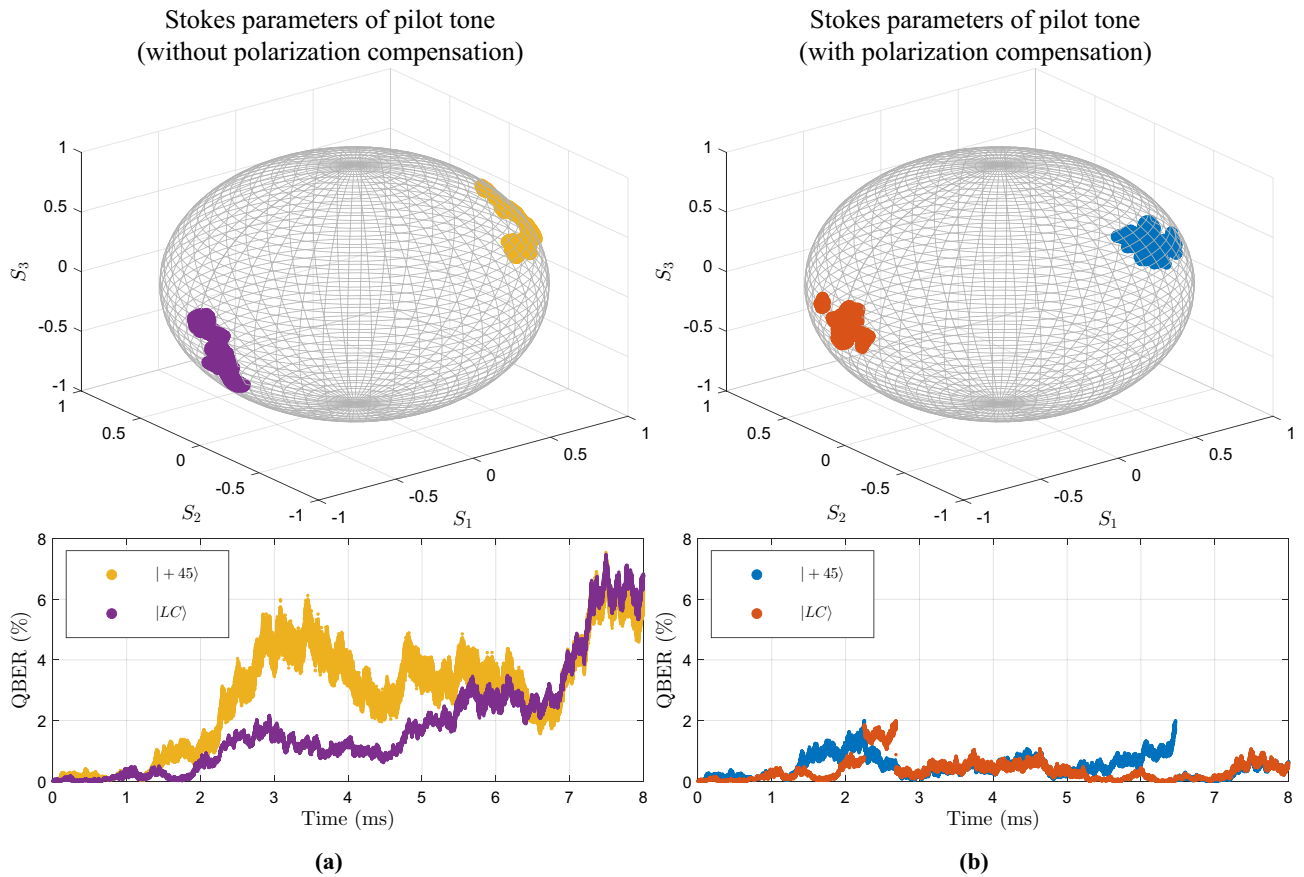 Stokes parameters of pilot tone
(without polarization compensation)
1
0.5
0
-0.5
-1
S3
1
0.5
0
-0.5
-1
S2
-1
-0.5
0
0.5
1
S1
8
6
4
2
0
QBER (%)
|+45⟩
|LC⟩
0 1 2 3 4 5 6 7 8
Time (ms)
(a)
Stokes parameters of pilot tone
(with polarization compensation)
1
0.5
0
-0.5
-1
S3
1
0.5
0
-0.5
-1
S2
-1
-0.5
0
0.5
1
S1
8
6
4
2
0
QBER (%)
|+45⟩
|LC⟩
0 1 2 3 4 5 6 7 8
Time (ms)
(b)